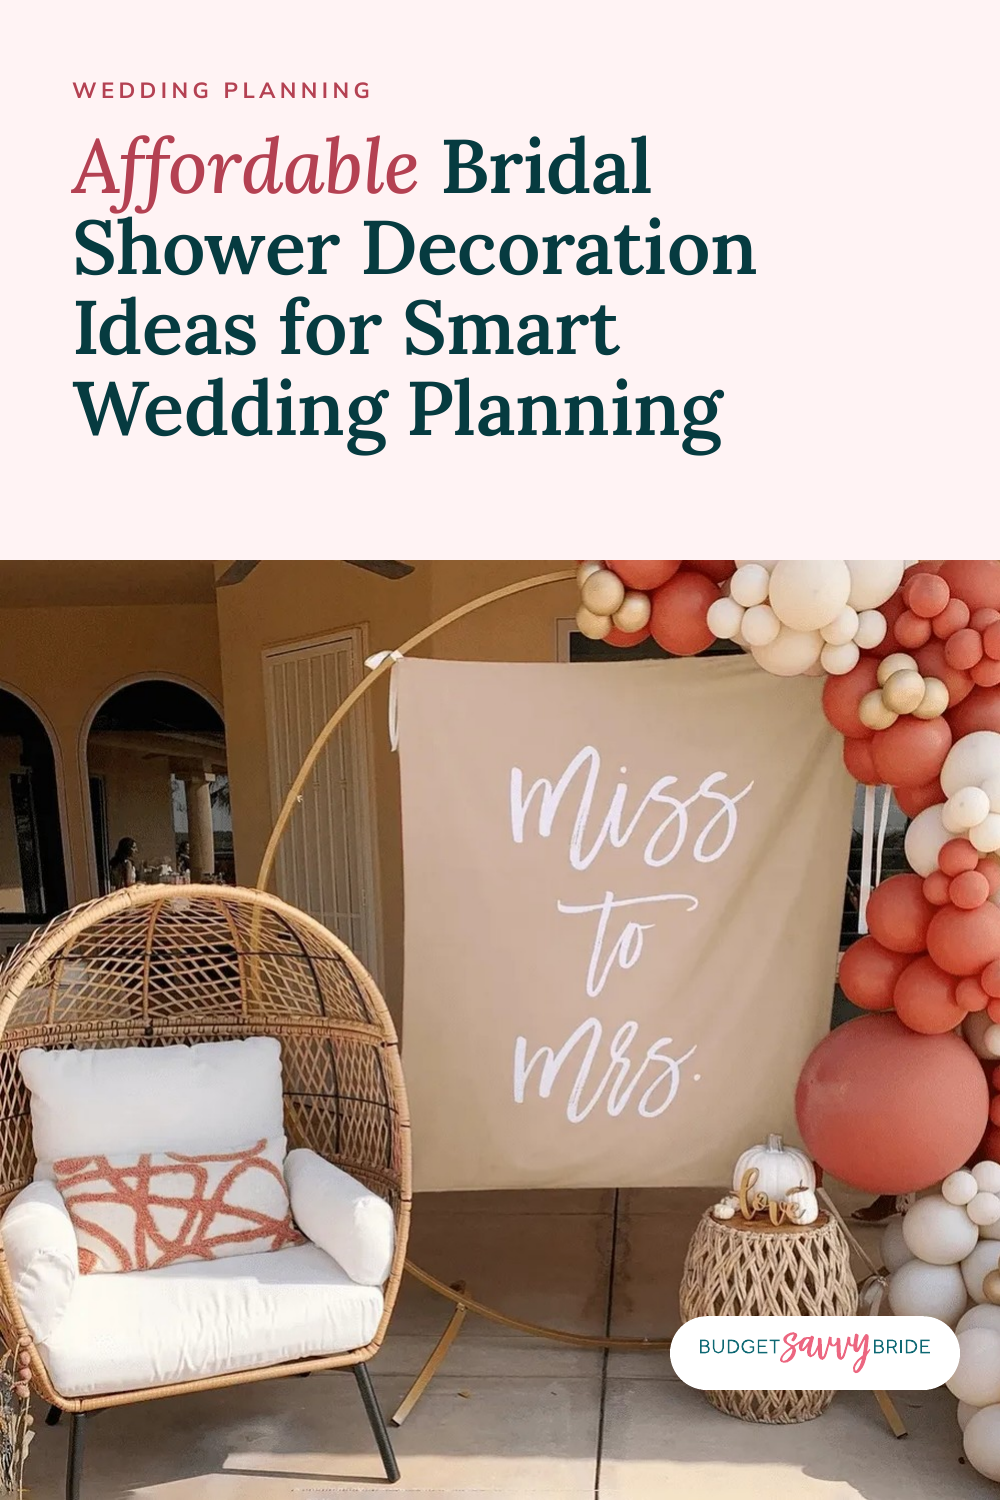 WEDDING PLANNING
Affordable Bridal
Shower Decoration
Ideas for Smart
Wedding Planning
Miss
to
Mrs.
love
BUDGET Savvy BRIDE